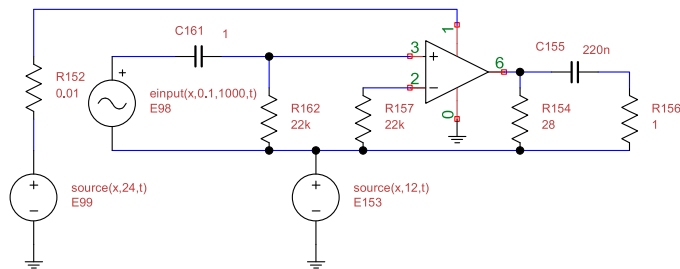 C161
1
1
R152
0.01
einput(x,0.1,1000,t)
E98
3
2
6
0
C155
220n
R162
22k
R157
22k
R154
28
R156
1
source(x,24,t)
E99
source(x,12,t)
E153